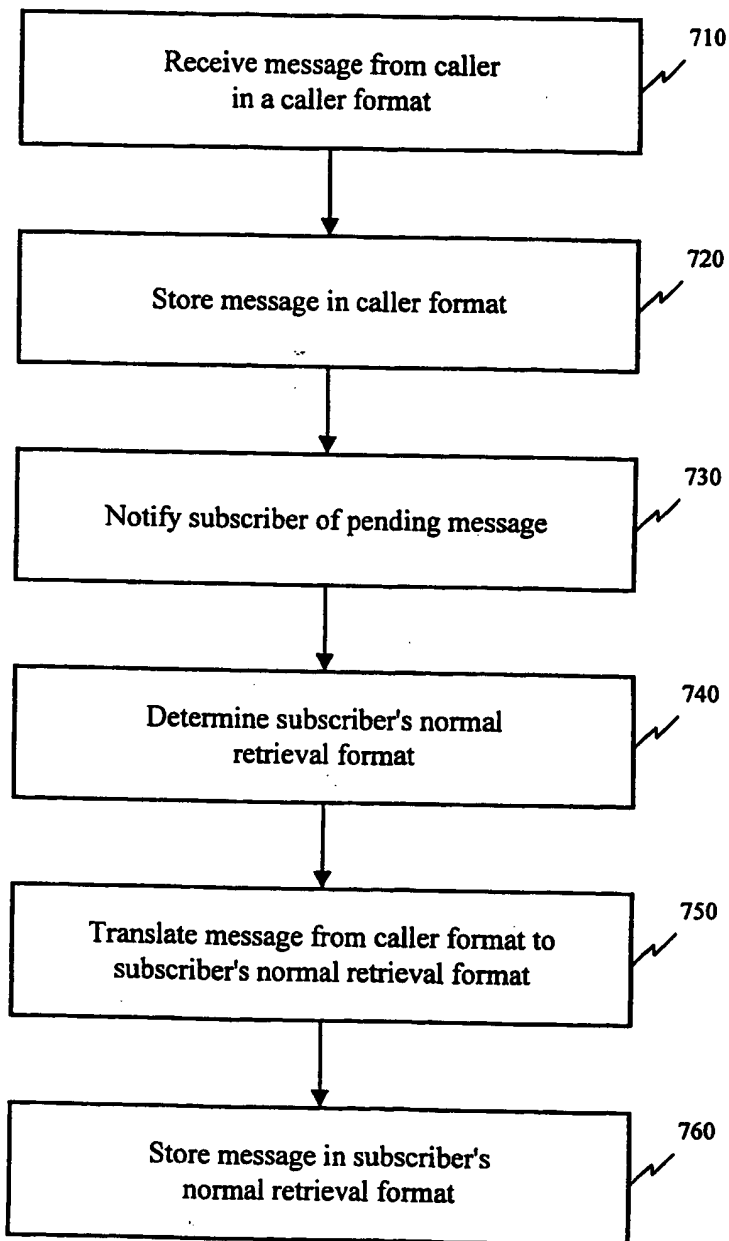 Receive message from caller
in a caller format
710
Store message in caller format
720
Notify subscriber of pending message
730
Determine subscriber's normal
retrieval format
740
Translate message from caller format to
subscriber's normal retrieval format
750
Store message in subscriber's
normal retrieval format
760